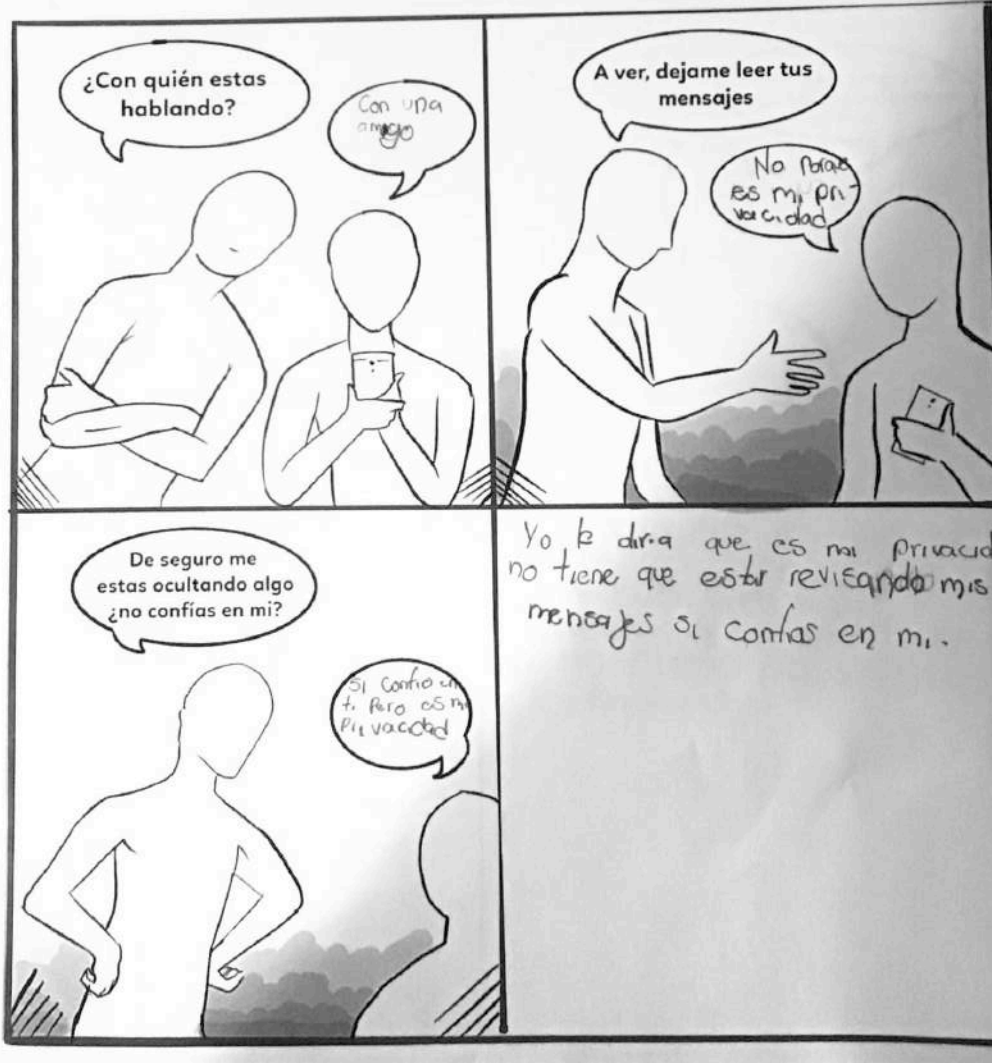 ¿Con quién estas
hablando?
Con una
amigo
A ver, dejame leer tus
mensajes
No Porque
es mi pri-
vacidad
De seguro me
estas ocultando algo
¿no confías en mi?
Si confio en
ti Pero es mi
Privacidad
Yo le diria que es mi privacid
no tiene que estar revisando mis
mensajes si confias en mi.